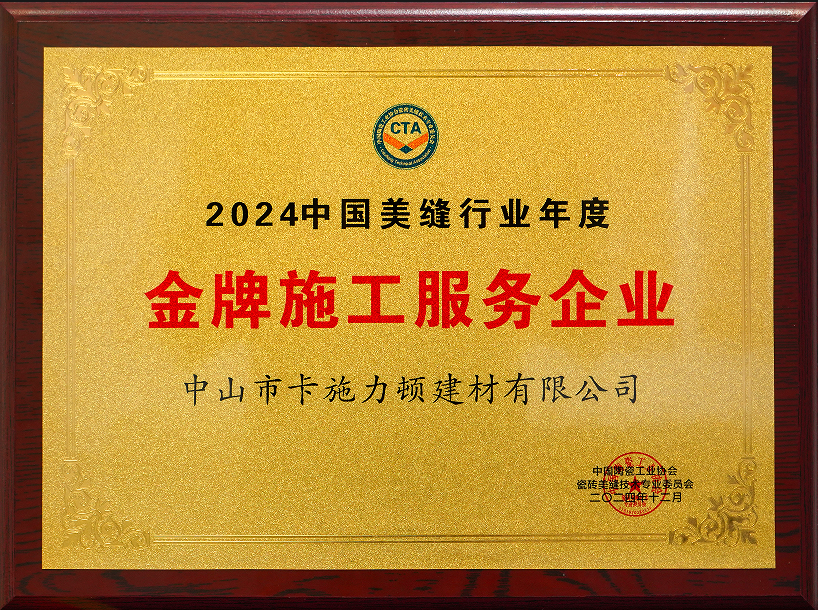 CTA
2024中国美缝行业年度
金牌施工服务企业
中山市卡施力顿建材有限公司
中国陶瓷工业协会
瓷砖美缝技术专业委员会
二〇二四年十二月